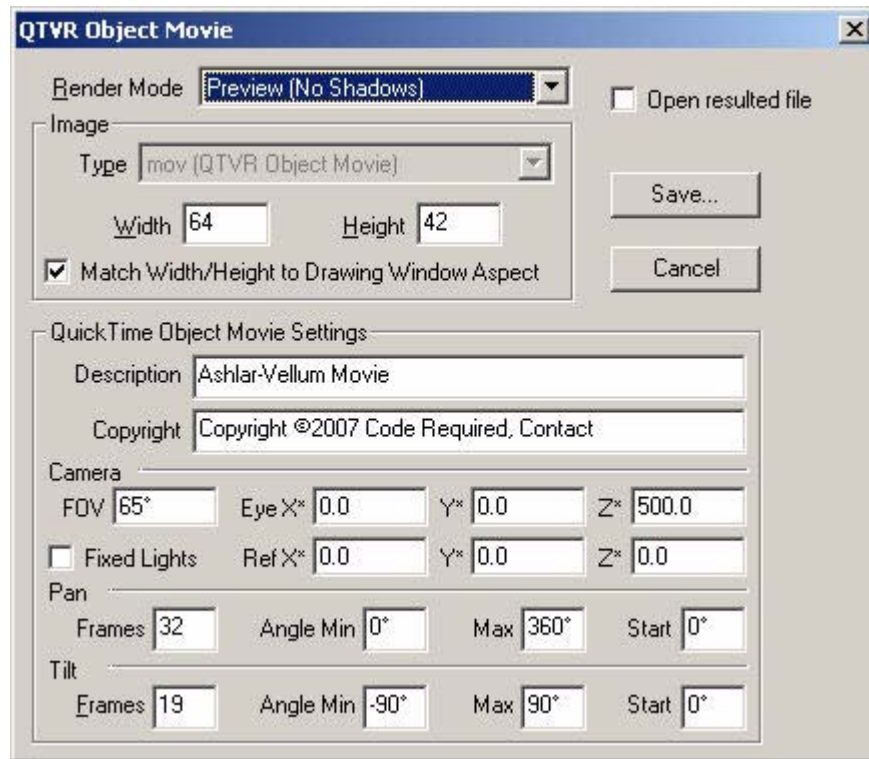 QTVR Object Movie
Render Mode Preview (No Shadows)
Open resulted file
Image
Type mov (QTVR Object Movie)
Save...
Width 64 Height 42
Match Width/Height to Drawing Window Aspect
Cancel
QuickTime Object Movie Settings
Description Ashlar-Vellum Movie
Copyright Copyright ©2007 Code Required, Contact
Camera
FOV 65° Eye X* 0.0 Y* 0.0 Z* 500.0
Fixed Lights Ref X* 0.0 Y* 0.0 Z* 0.0
Pan
Frames 32 Angle Min 0° Max 360° Start 0°
Tilt
Frames 19 Angle Min -90° Max 90° Start 0°